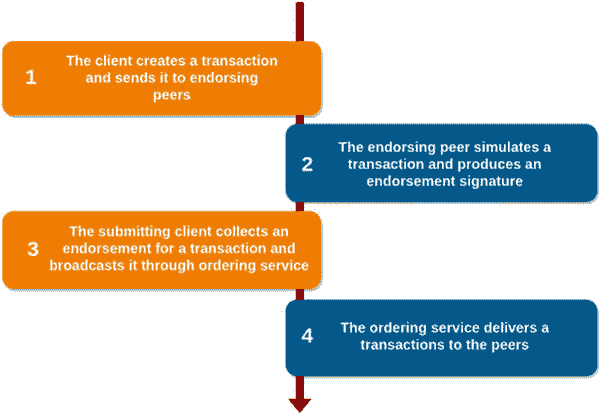 1
The client creates a transaction
and sends it to endorsing
peers
2
The endorsing peer simulates a
transaction and produces an
endorsement signature
3
The submitting client collects an
endorsement for a transaction and
broadcasts it through ordering service
4
The ordering service delivers a
transactions to the peers